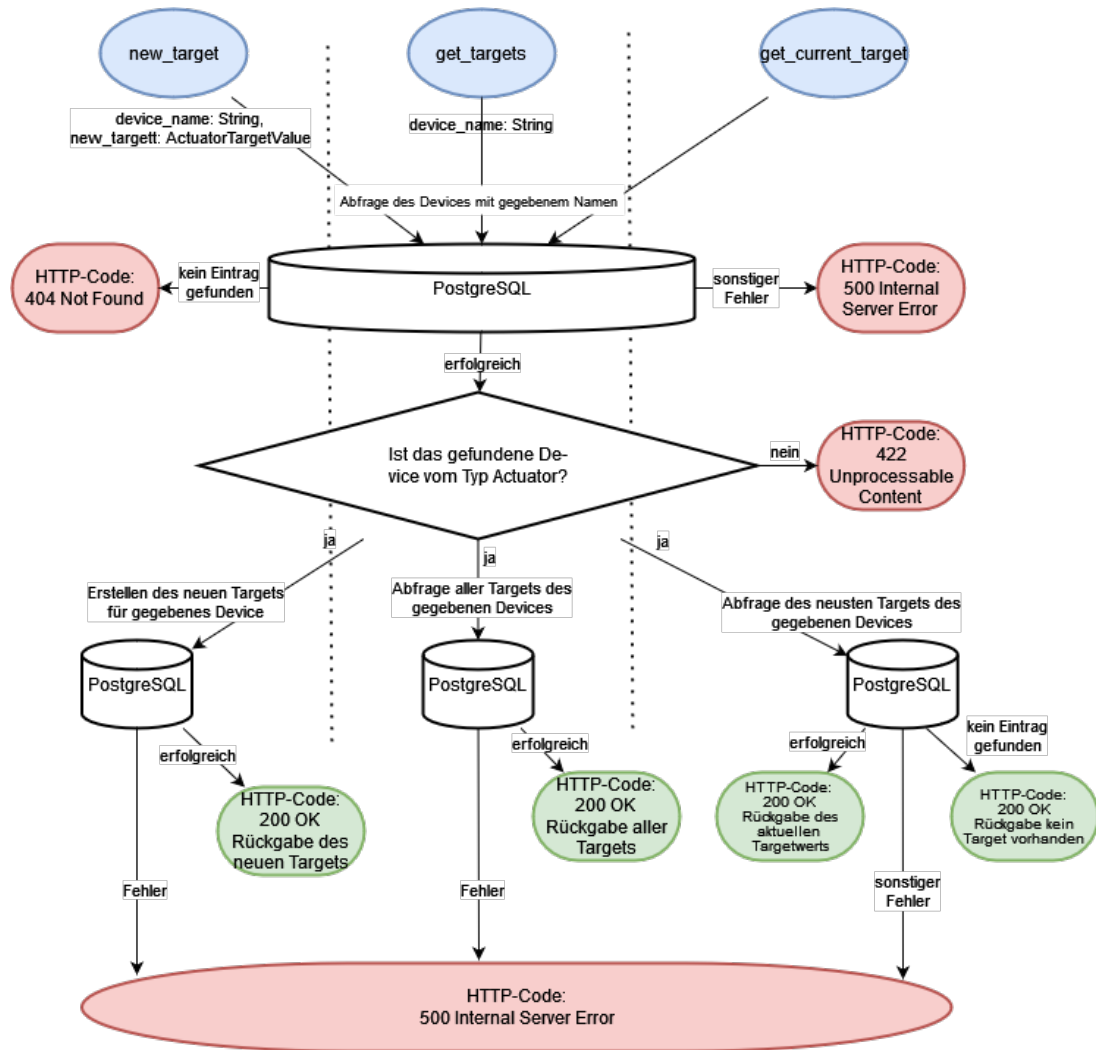 new_target
get_targets
get_current_target
device_name: String,
new_targett: ActuatorTargetValue
device_name: String
Abfrage des Devices mit gegebenem Namen
HTTP-Code:
404 Not Found
kein Eintrag
gefunden
PostgreSQL
sonstiger
Fehler
HTTP-Code:
500 Internal
Server Error
erfolgreich
Ist das gefundene De-
vice vom Typ Actuator?
nein
HTTP-Code:
422
Unprocessable
Content
ja
ja
ja
Erstellen des neuen Targets
für gegebenes Device
Abfrage aller Targets des
gegebenen Devices
Abfrage des neusten Targets des
gegebenen Devices
PostgreSQL
PostgreSQL
PostgreSQL
erfolgreich
erfolgreich
erfolgreich
kein Eintrag
gefunden
HTTP-Code:
200 OK
Rückgabe des
neuen Targets
HTTP-Code:
200 OK
Rückgabe aller
Targets
HTTP-Code:
200 OK
Rückgabe des
aktuellen
Targetwerts
HTTP-Code:
200 OK
Rückgabe kein
Target vorhanden
Fehler
Fehler
sonstiger
Fehler
HTTP-Code:
500 Internal Server Error